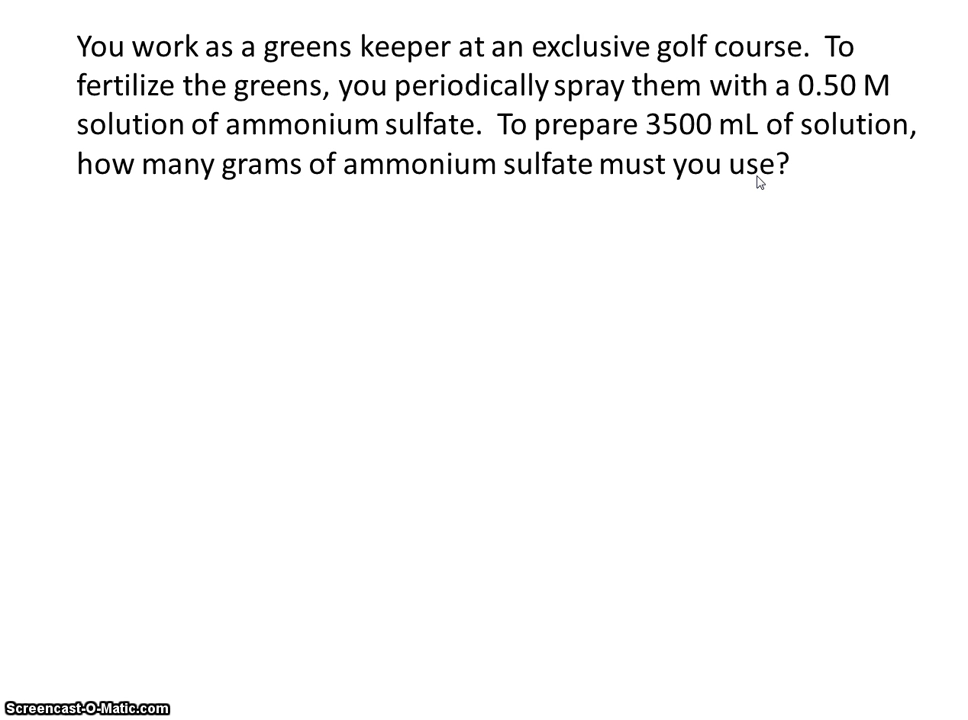 You work as a greens keeper at an exclusive golf course.  To
fertilize the greens, you periodically spray them with a 0.50 M
solution of ammonium sulfate.  To prepare 3500 mL of solution,
how many grams of ammonium sulfate must you use?
Screencast-O-Matic.com